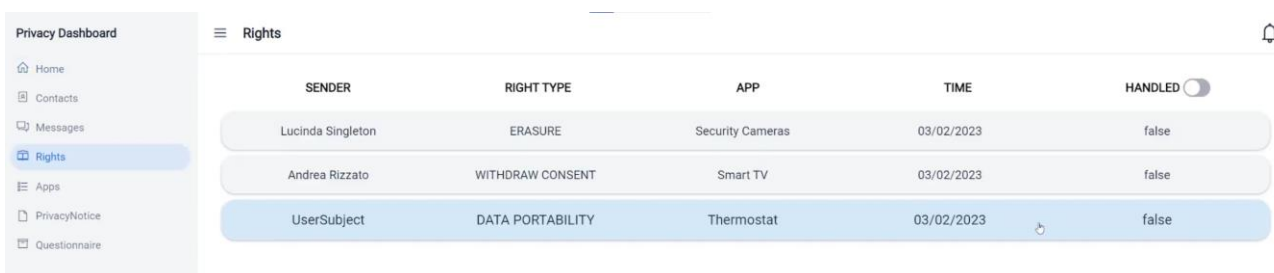 Privacy Dashboard
Rights
Home
Contacts
Messages
Rights
Apps
PrivacyNotice
Questionnaire
SENDER RIGHT TYPE APP TIME HANDLED
Lucinda Singleton ERASURE Security Cameras 03/02/2023 false
Andrea Rizzato WITHDRAW CONSENT Smart TV 03/02/2023 false
UserSubject DATA PORTABILITY Thermostat 03/02/2023 false